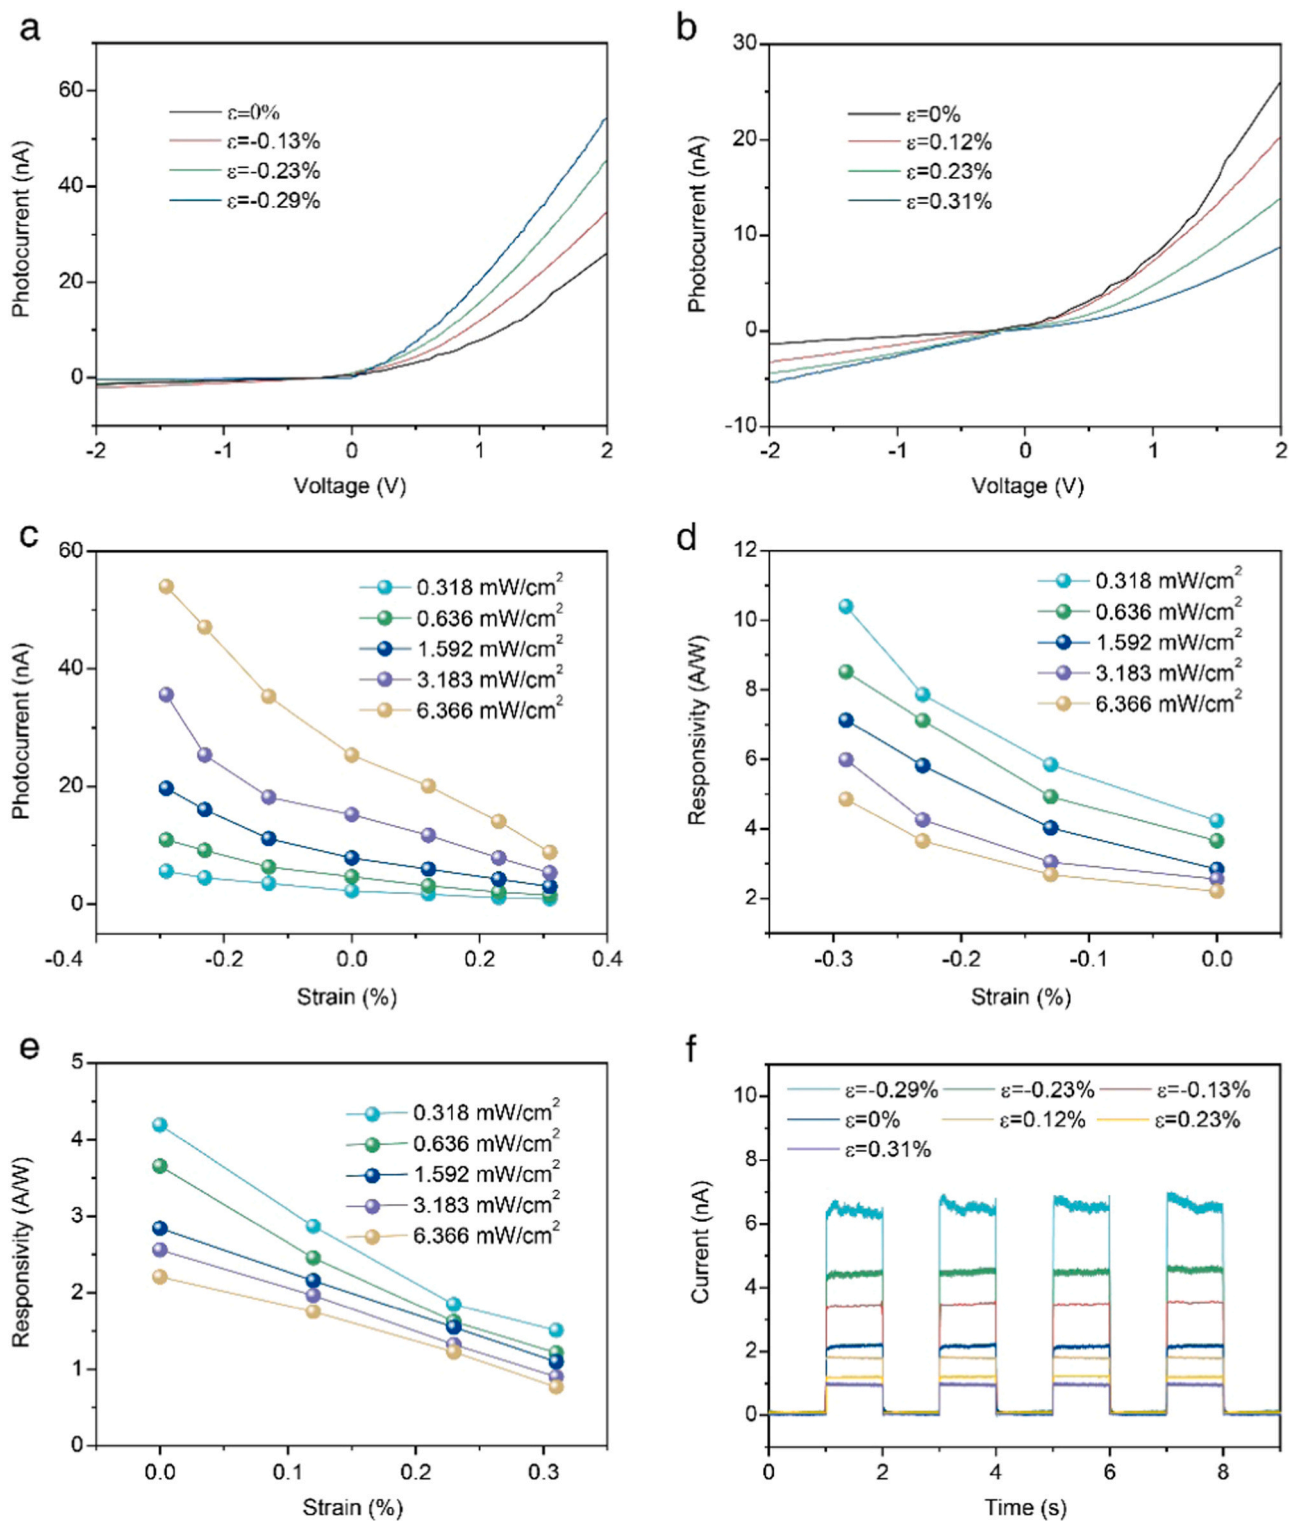 a
60
40
20
0
-2
-1
0
1
2
Photocurrent (nA)
Voltage (V)
ε=0%
ε=-0.13%
ε=-0.23%
ε=-0.29%
b
30
20
10
0
-10
-2
-1
0
1
2
Photocurrent (nA)
Voltage (V)
ε=0%
ε=0.12%
ε=0.23%
ε=0.31%
c
60
40
20
0
-0.4
-0.2
0.0
0.2
0.4
Photocurrent (nA)
Strain (%)
0.318 mW/cm²
0.636 mW/cm²
1.592 mW/cm²
3.183 mW/cm²
6.366 mW/cm²
d
12
10
8
6
4
2
-0.3
-0.2
-0.1
0.0
Responsivity (A/W)
Strain (%)
0.318 mW/cm²
0.636 mW/cm²
1.592 mW/cm²
3.183 mW/cm²
6.366 mW/cm²
e
5
4
3
2
1
0
0.0
0.1
0.2
0.3
Responsivity (A/W)
Strain (%)
0.318 mW/cm²
0.636 mW/cm²
1.592 mW/cm²
3.183 mW/cm²
6.366 mW/cm²
f
10
8
6
4
2
0
0
2
4
6
8
Current (nA)
Time (s)
ε=-0.29% ε=-0.23% ε=-0.13%
ε=0% ε=0.12% ε=0.23%
ε=0.31%